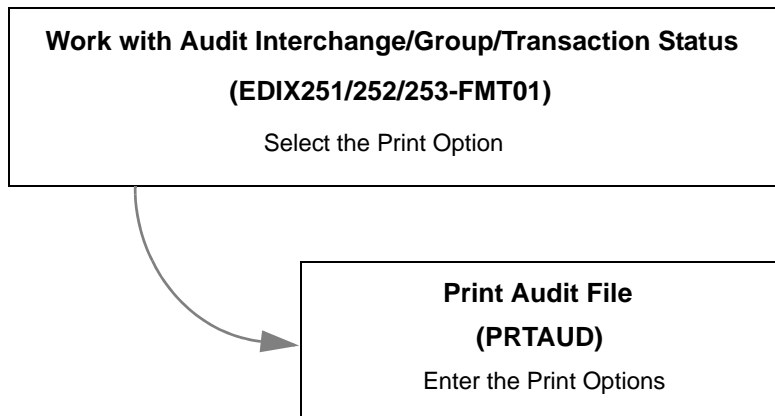 Work with Audit Interchange/Group/Transaction Status
(EDIX251/252/253-FMT01)
Select the Print Option
Print Audit File
(PRTAUD)
Enter the Print Options